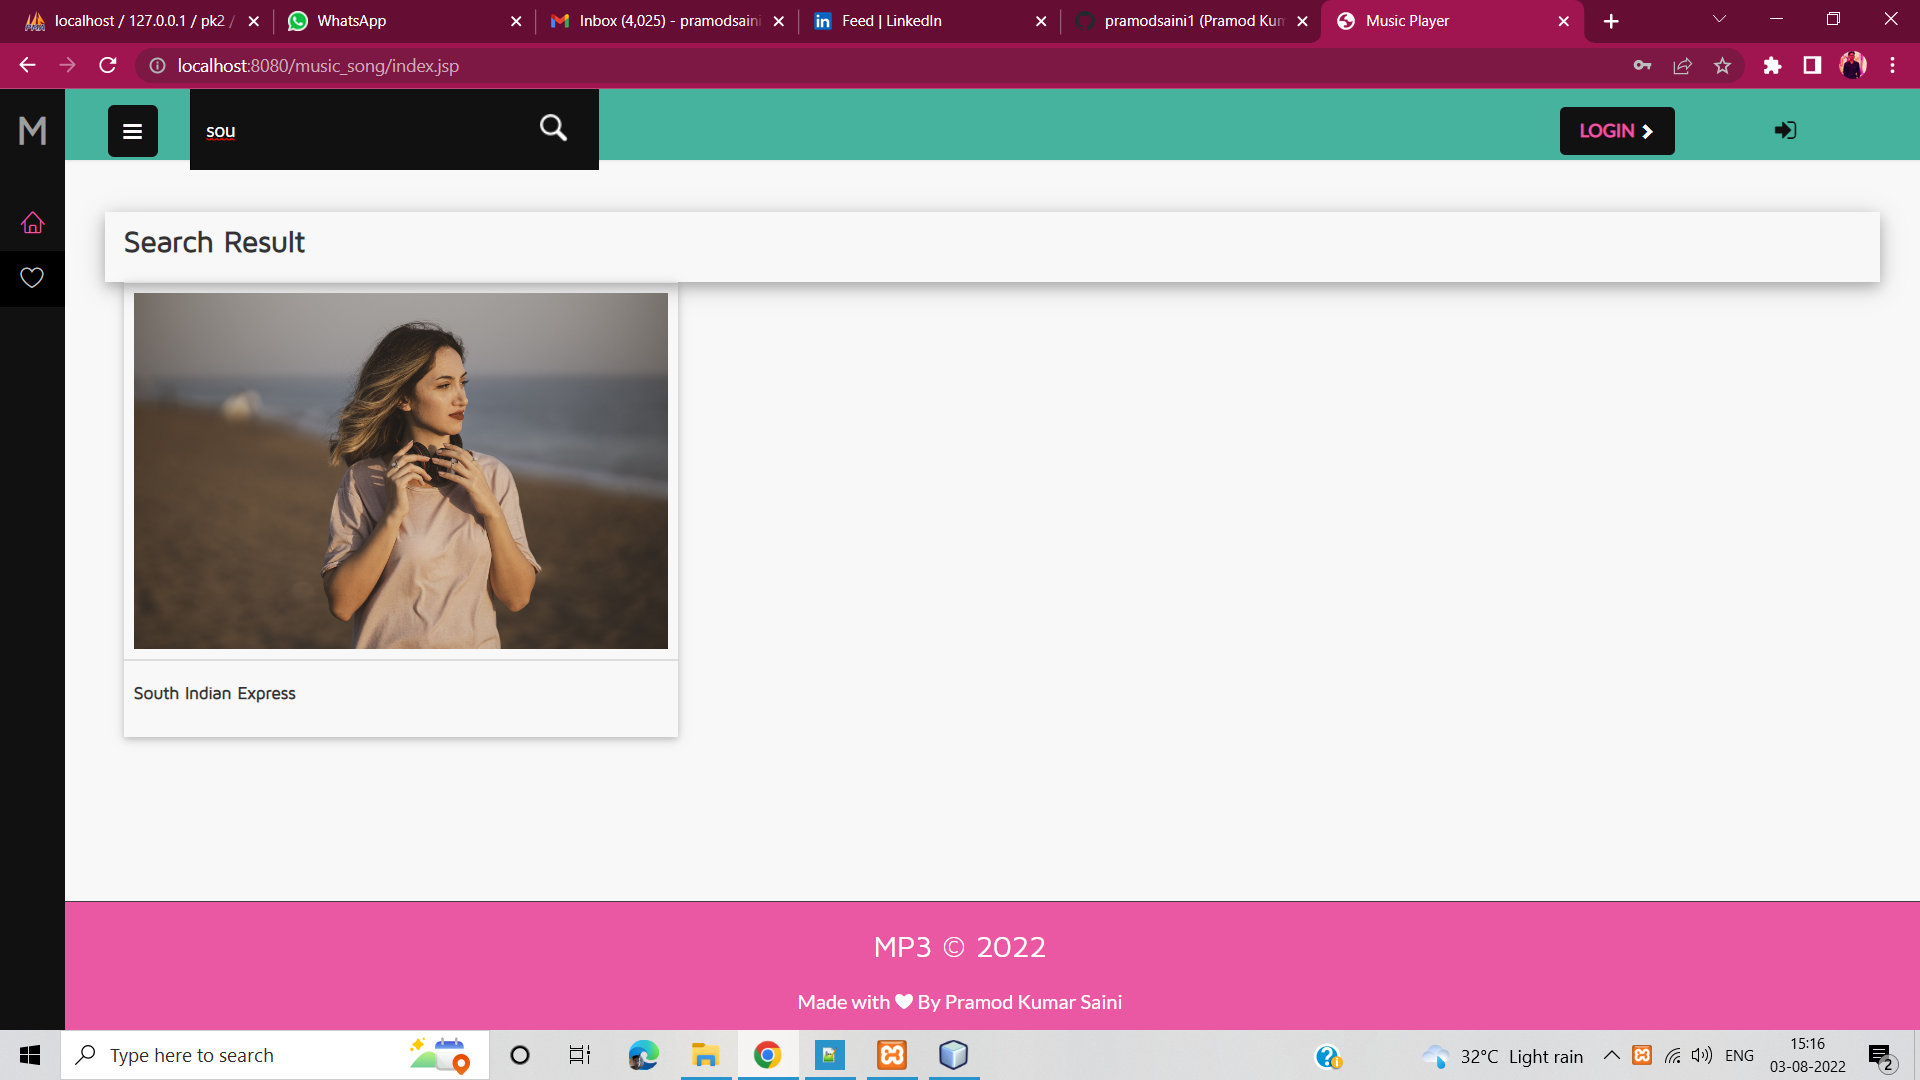 localhost / 127.0.0.1 / pk2 /
WhatsApp
Inbox (4,025) - pramodsaini
Feed | LinkedIn
pramodsaini1 (Pramod Kum
Music Player
localhost:8080/music_song/index.jsp
M
sou
LOGIN
Search Result
South Indian Express
MP3 © 2022
Made with ❤ By Pramod Kumar Saini
Type here to search
32°C Light rain
ENG
15:16
03-08-2022
2